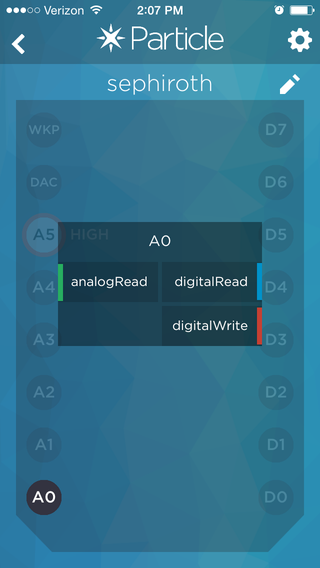 Verizon 2:07 PM
Particle
sephiroth
WKP D7
DAC D6
A5 HIGH D5
A0
analogRead digitalRead
A4 D4
digitalWrite
A3 D3
A2 D2
A1 D1
A0 D0